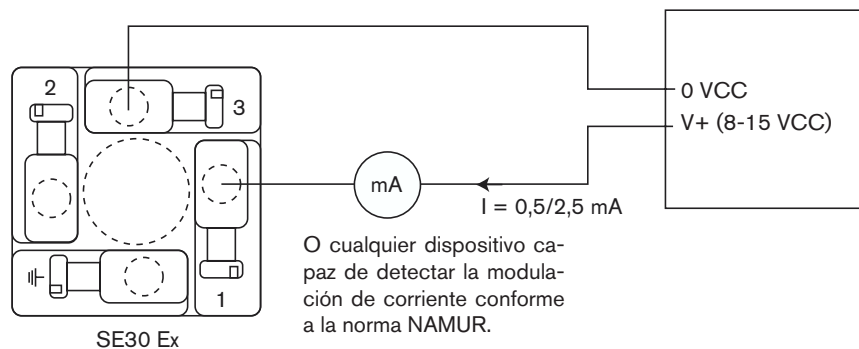 2
3
0 VCC
V+ (8-15 VCC)
mA
I = 0,5/2,5 mA
O cualquier dispositivo ca-
paz de detectar la modula-
ción de corriente conforme
a la norma NAMUR.
1
SE30 Ex